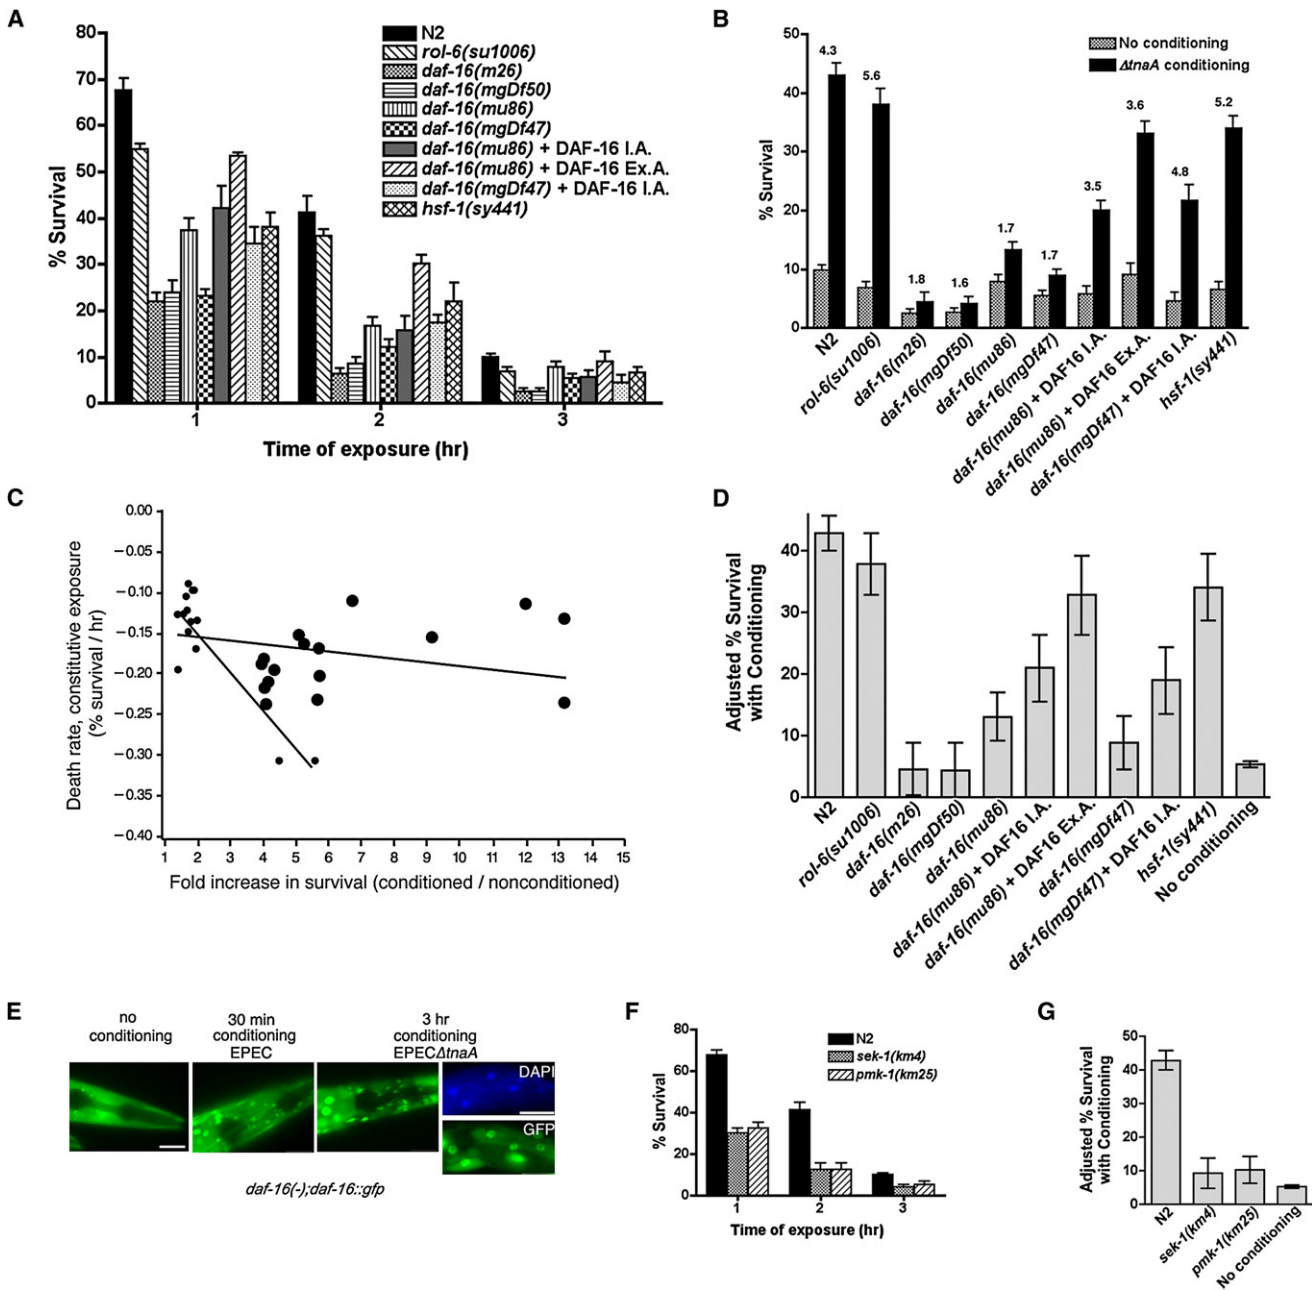 A
80
70
60
50
40
30
20
10
0
% Survival
1
2
3
Time of exposure (hr)
N2
rol-6(su1006)
daf-16(m26)
daf-16(mgDf50)
daf-16(mu86)
daf-16(mgDf47)
daf-16(mu86) + DAF-16 I.A.
daf-16(mu86) + DAF-16 Ex.A.
daf-16(mgDf47) + DAF-16 I.A.
hsf-1(sy441)
B
50
40
30
20
10
0
% Survival
No conditioning
ΔtnaA conditioning
4.3
5.6
1.8
1.6
1.7
1.7
3.5
3.6
4.8
5.2
N2
rol-6(su1006)
daf-16(m26)
daf-16(mgDf50)
daf-16(mu86)
daf-16(mgDf47)
daf-16(mu86) + DAF16 I.A.
daf-16(mu86) + DAF16 Ex.A.
daf-16(mgDf47) + DAF16 I.A.
hsf-1(sy441)
C
0.00
−0.05
−0.10
−0.15
−0.20
−0.25
−0.30
−0.35
−0.40
Death rate, constitutive exposure
(% survival / hr)
1 2 3 4 5 6 7 8 9 10 11 12 13 14 15
Fold increase in survival (conditioned / nonconditioned)
D
40
30
20
10
0
Adjusted % Survival
with Conditioning
N2
rol-6(su1006)
daf-16(m26)
daf-16(mgDf50)
daf-16(mu86)
daf-16(mu86) + DAF16 I.A.
daf-16(mu86) + DAF16 Ex.A.
daf-16(mgDf47)
daf-16(mgDf47) + DAF16 I.A.
hsf-1(sy441)
No conditioning
E
no
conditioning
30 min
conditioning
EPEC
3 hr
conditioning
EPECΔtnaA
DAPI
GFP
daf-16(-);daf-16::gfp
F
80
60
40
20
0
% Survival
N2
sek-1(km4)
pmk-1(km25)
1
2
3
Time of exposure (hr)
G
50
40
30
20
10
0
Adjusted % Survival
with Conditioning
N2
sek-1(km4)
pmk-1(km25)
No conditioning